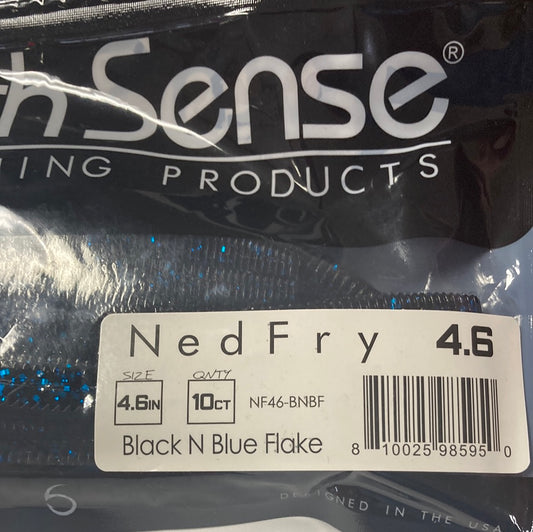 th Sense®
ING PRODUCTS
NedFry 4.6
SIZE QNTY
4.6IN 10CT NF46-BNBF
Black N Blue Flake
8 10025 98595 0
6
DESIGNED IN THE USA